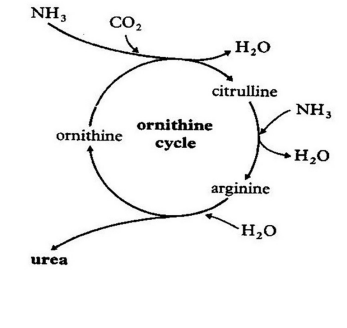 NH₃
CO₂
H₂O
citrulline
NH₃
ornithine
ornithine
cycle
H₂O
arginine
H₂O
urea